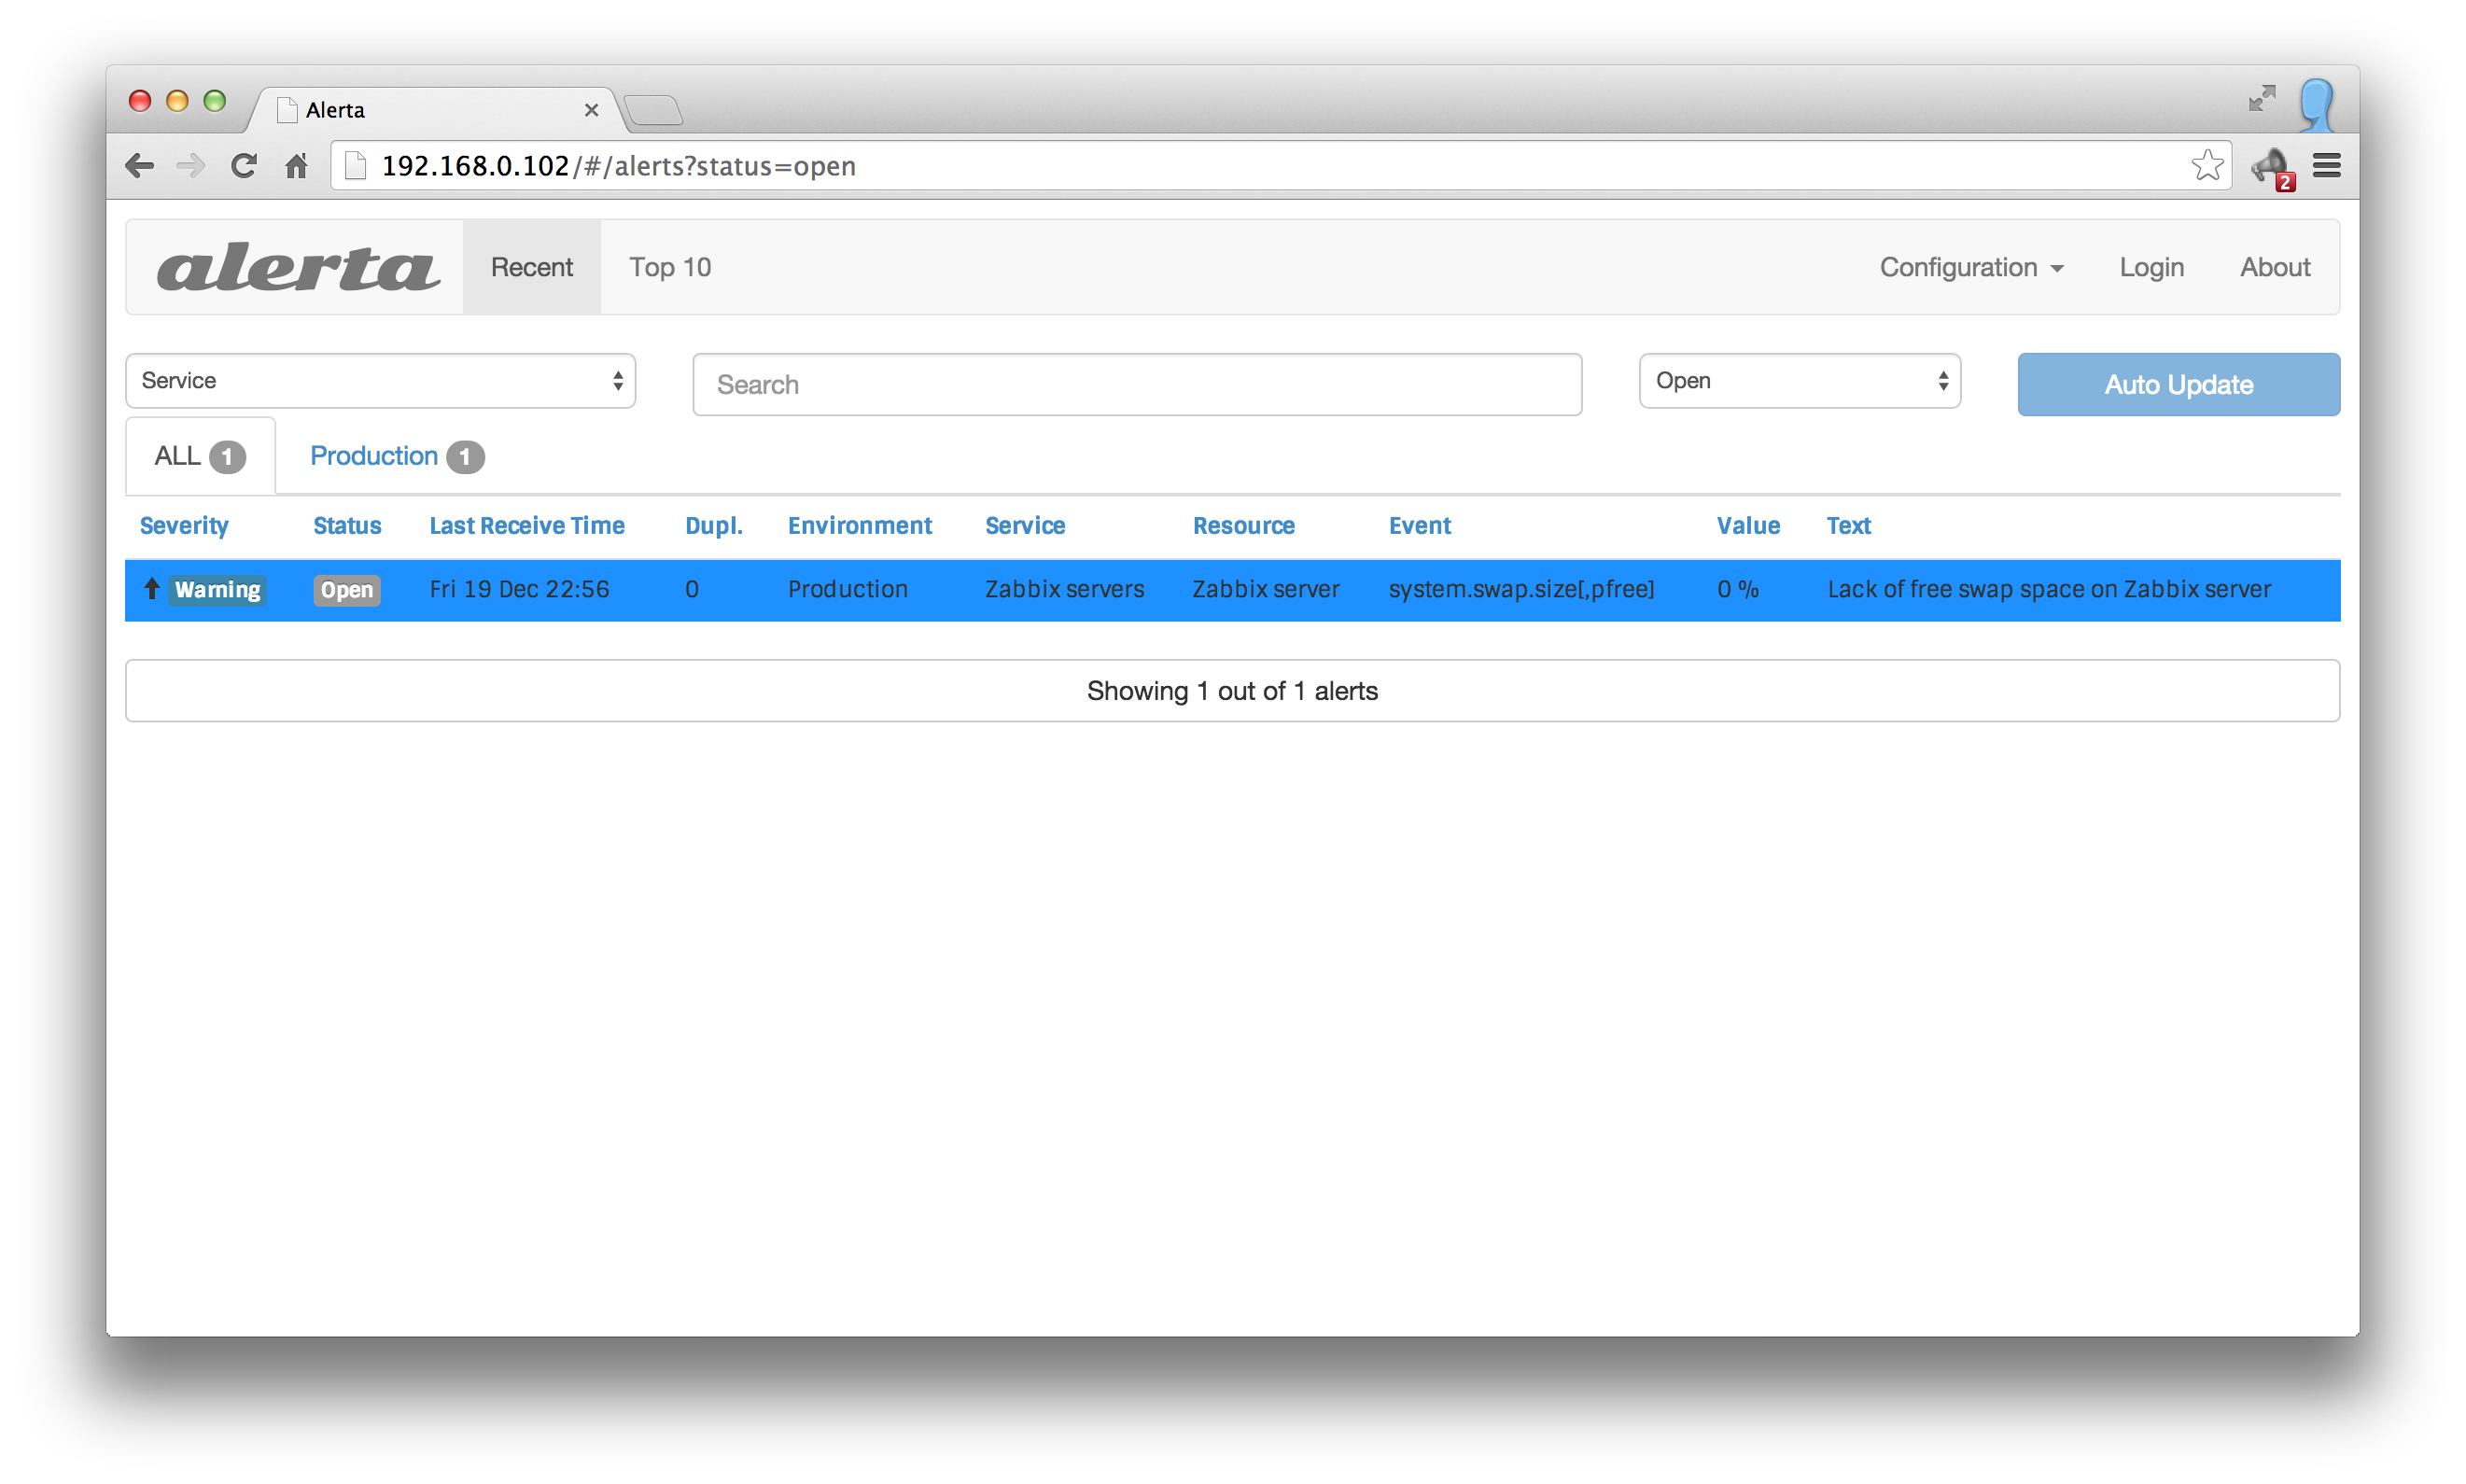 Alerta
192.168.0.102/#/alerts?status=open
2
alerta Recent Top 10 Configuration Login About
Service Search Open Auto Update
ALL 1 Production 1
Severity Status Last Receive Time Dupl. Environment Service Resource Event Value Text
Warning Open Fri 19 Dec 22:56 0 Production Zabbix servers Zabbix server system.swap.size[,pfree] 0 % Lack of free swap space on Zabbix server
Showing 1 out of 1 alerts